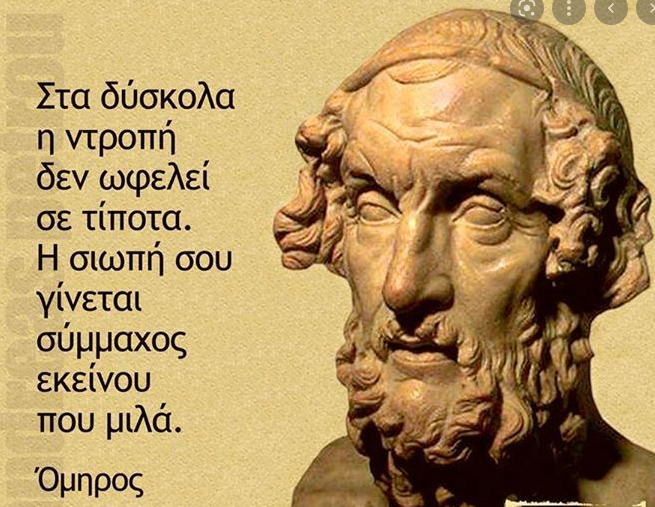 Στα δύσκολα
η ντροπή
δεν ωφελεί
σε τίποτα.
Η σιωπή σου
γίνεται
σύμμαχος
εκείνου
που μιλά.
Όμηρος